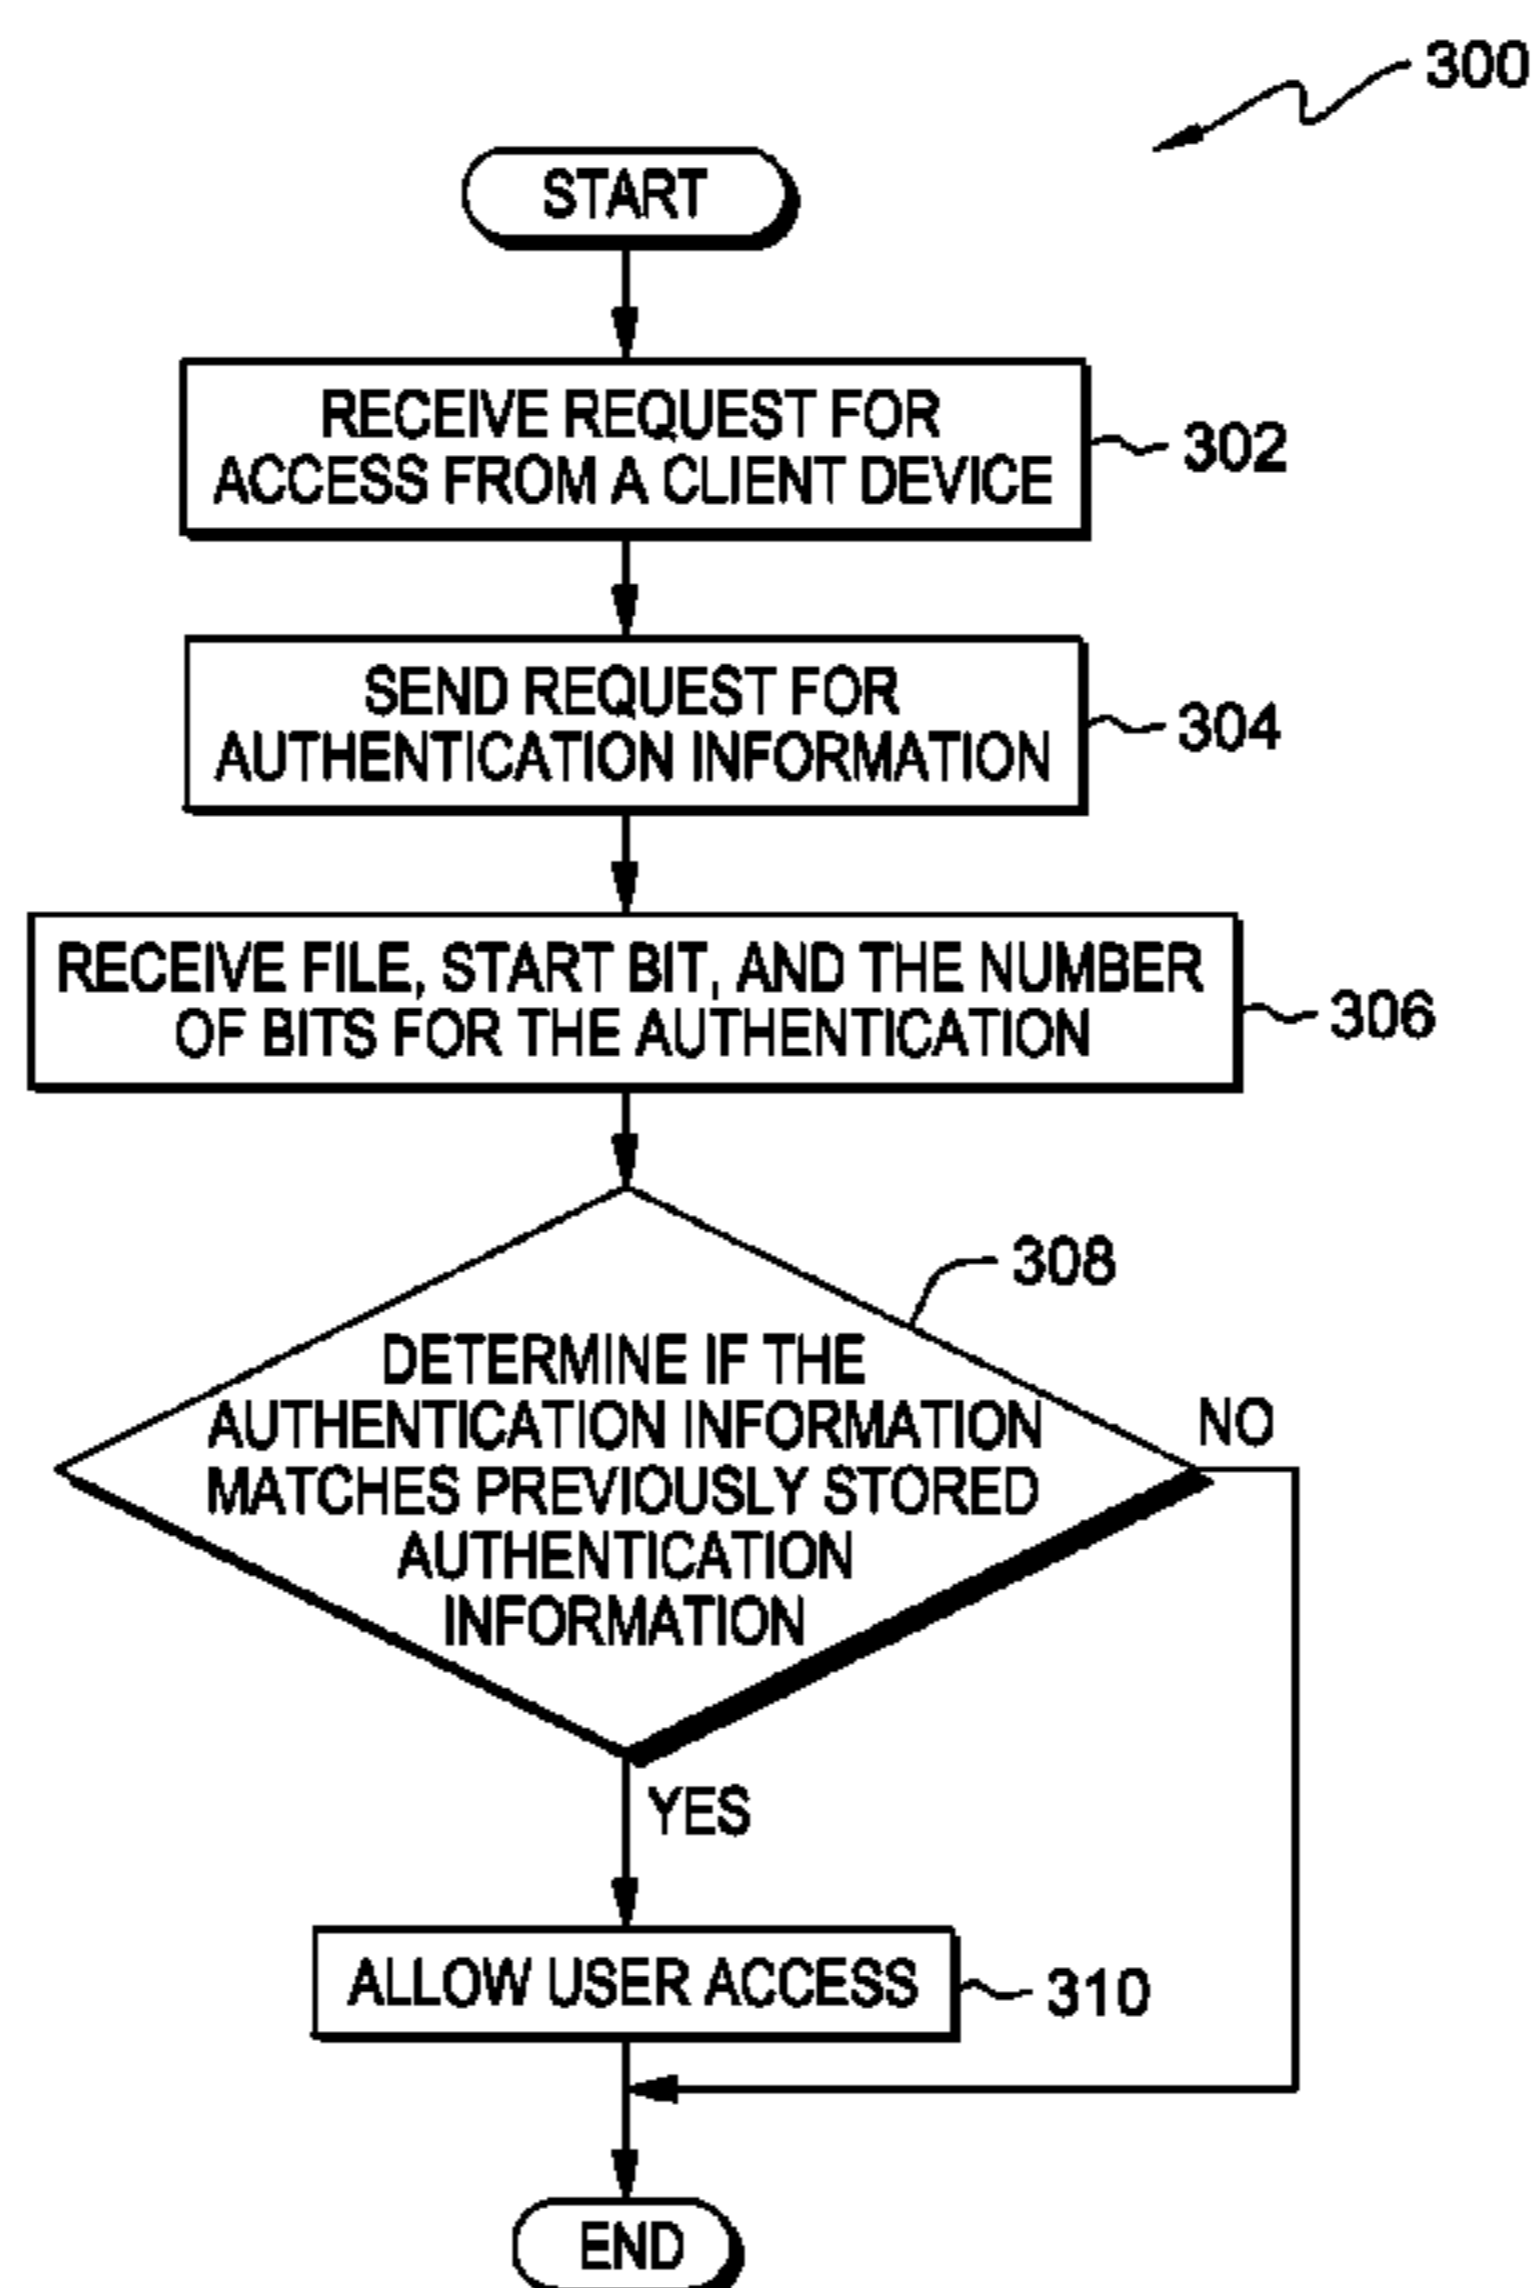 300
START
RECEIVE REQUEST FOR
ACCESS FROM A CLIENT DEVICE
302
SEND REQUEST FOR
AUTHENTICATION INFORMATION
304
RECEIVE FILE, START BIT, AND THE NUMBER
OF BITS FOR THE AUTHENTICATION
306
308
DETERMINE IF THE
AUTHENTICATION INFORMATION
MATCHES PREVIOUSLY STORED
AUTHENTICATION
INFORMATION
NO
YES
ALLOW USER ACCESS
310
END